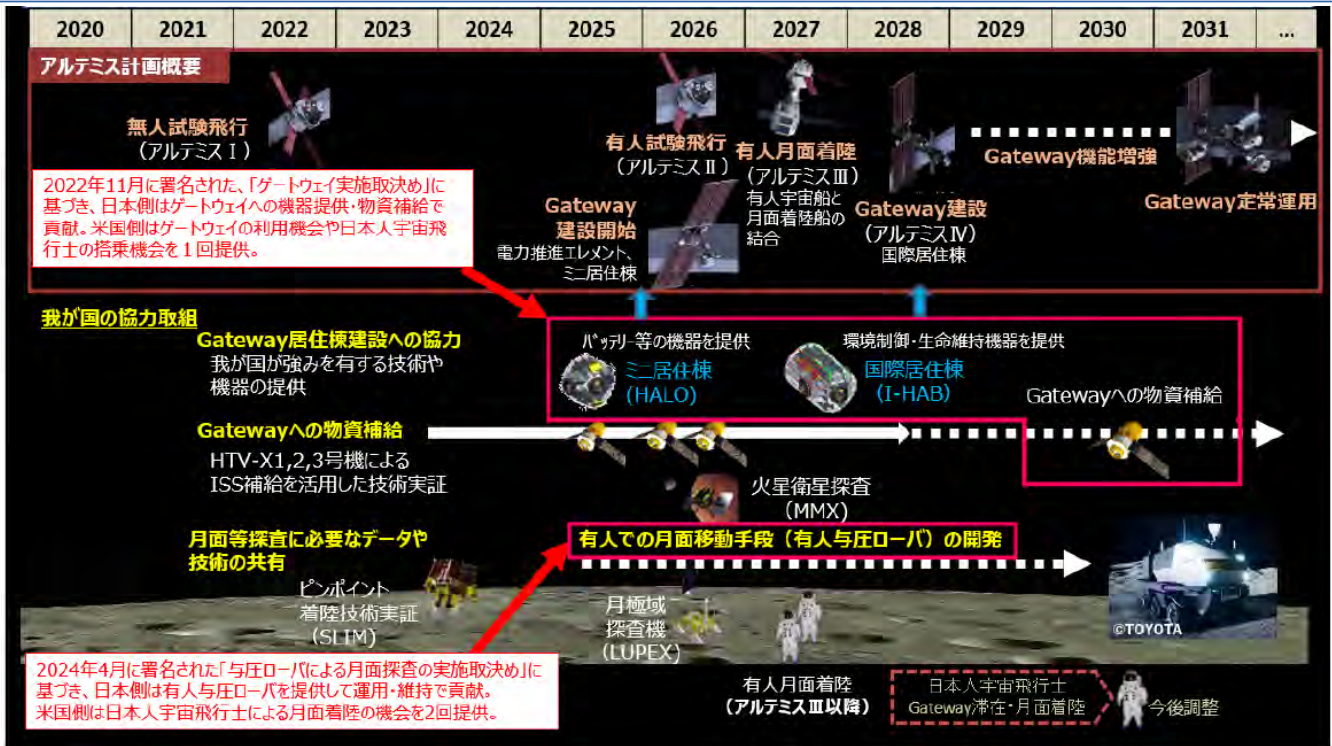 2020 2021 2022 2023 2024 2025 2026 2027 2028 2029 2030 2031 ...
アルテミス計画概要
無人試験飛行
(アルテミスⅠ)
有人試験飛行
(アルテミスⅡ)
有人月面着陸
(アルテミスⅢ)
有人宇宙船と
月面着陸船の
結合
Gateway
建設開始
電力推進エレメント、
ミニ居住棟
Gateway建設
(アルテミスⅣ)
国際居住棟
Gateway機能増強
Gateway定常運用
2022年11月に署名された、「ゲートウェイ実施取決め」に
基づき、日本側はゲートウェイへの機器提供・物資補給で
貢献。米国側はゲートウェイの利用機会や日本人宇宙飛
行士の搭乗機会を1回提供。
我が国の協力取組
Gateway居住棟建設への協力
我が国が強みを有する技術や
機器の提供
バッテリー等の機器を提供
ミニ居住棟
(HALO)
環境制御・生命維持機器を提供
国際居住棟
(I-HAB)
Gatewayへの物資補給
Gatewayへの物資補給
HTV-X1,2,3号機による
ISS補給を活用した技術実証
火星衛星探査
(MMX)
月面等探査に必要なデータや
技術の共有
有人での月面移動手段（有人与圧ローバ）の開発
ピンポイント
着陸技術実証
(SLIM)
月極域
探査機
(LUPEX)
©TOYOTA
2024年4月に署名された「与圧ローバによる月面探査の実施取決め」に
基づき、日本側は有人与圧ローバを提供して運用・維持で貢献。
米国側は日本人宇宙飛行士による月面着陸の機会を2回提供。
有人月面着陸
(アルテミスⅢ以降)
日本人宇宙飛行士
Gateway滞在・月面着陸
今後調整